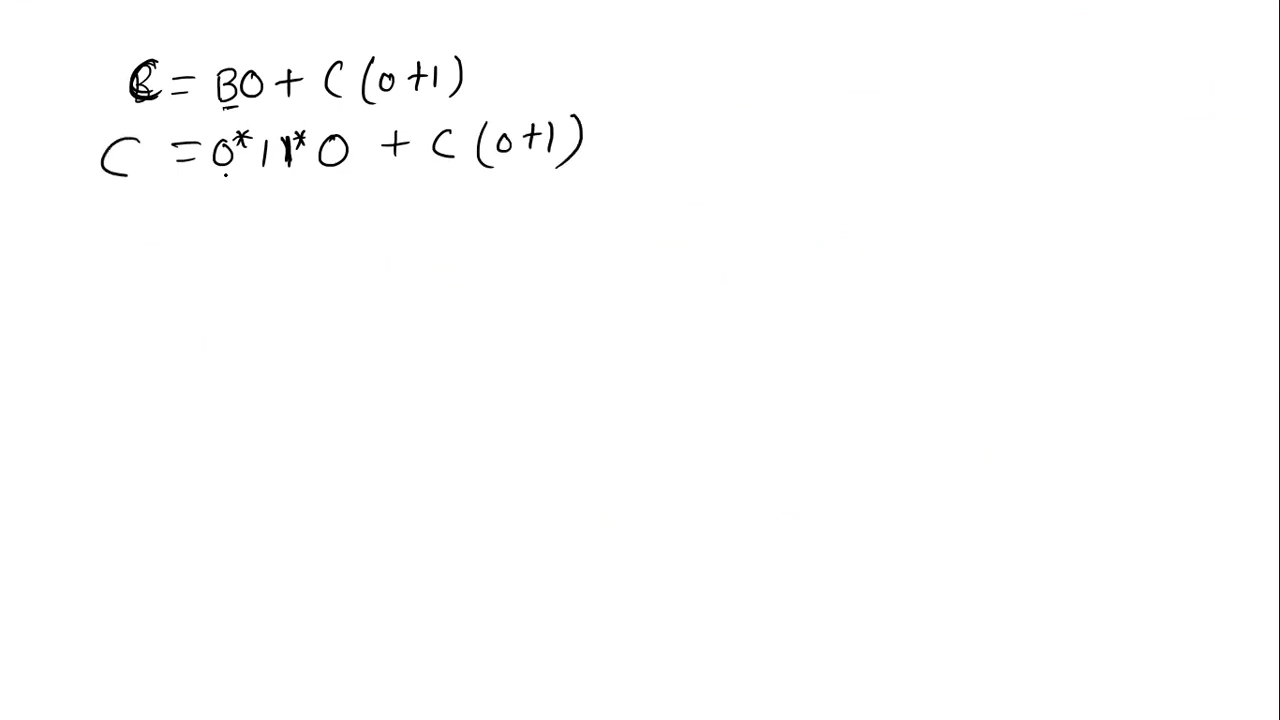 C = B0 + C (0+1)
C = 0*11*0 + C (0+1)